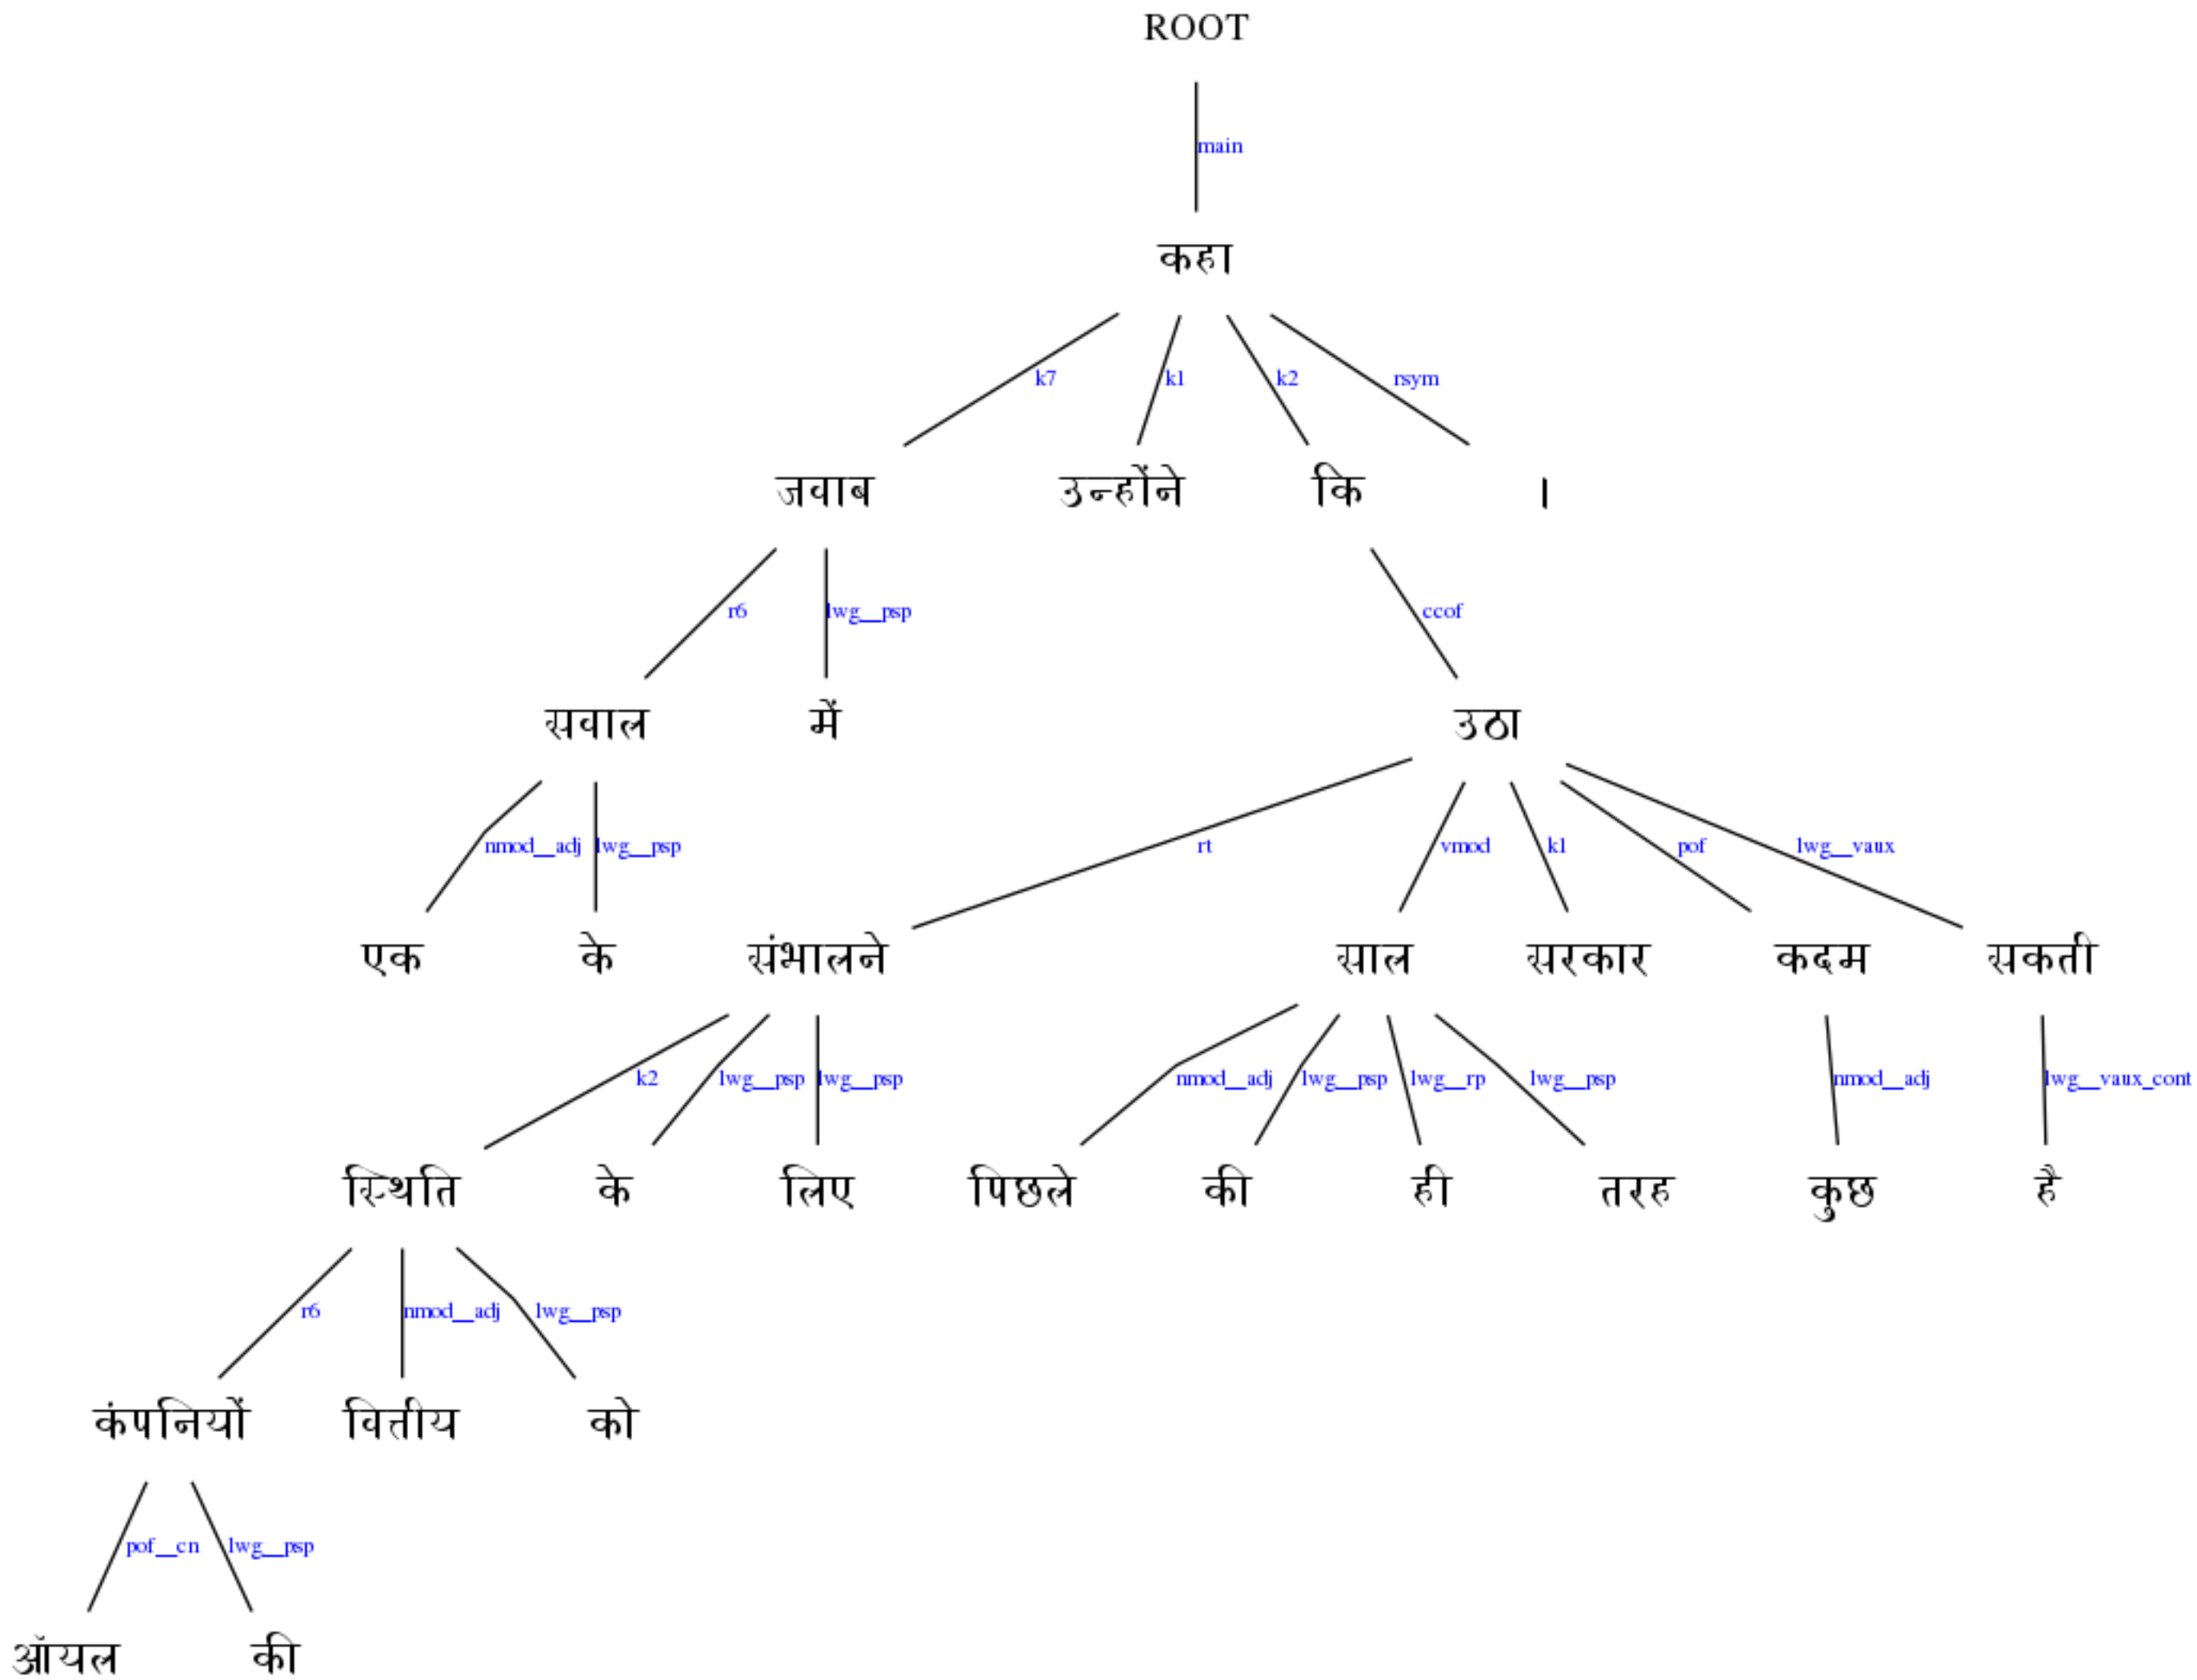 ROOT
main
कहा
k7 k1 k2 rsym
जवाब उन्होंने कि ।
r6 lwg__psp ccof
सवाल में उठा
nmod__adj lwg__psp rt vmod k1 pof lwg__vaux
एक के संभालने साल सरकार कदम सकती
k2 lwg__psp lwg__psp nmod__adj lwg__psp lwg__rp lwg__psp nmod__adj lwg__vaux_cont
स्थिति के लिए पिछले की ही तरह कुछ है
r6 nmod__adj lwg__psp
कंपनियों वित्तीय को
pof__cn lwg__psp
ऑयल की